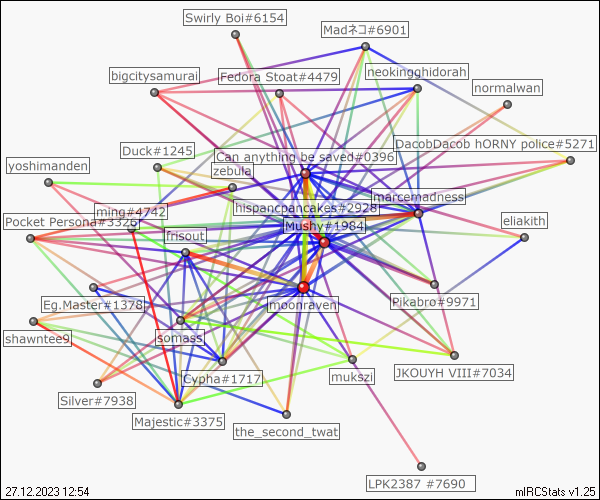 Swirly Boi#6154
Madネコ#6901
bigcitysamurai
Fedora Stoat#4479
neokingghidorah
normalwan
DacobDacob hORNY police#5271
Duck#1245
Can anything be saved#0396
yoshimanden
zebula
marcemadness
ming#4742
hispancpancakes#2928
Pocket Persona#3326
Mushy#1984
eliakith
frisout
Eg.Master#1378
moonraven
Pikabro#9971
shawntee9
somass
Cypha#1717
mukszi
JKOUYH VIII#7034
Silver#7938
Majestic#3375
the_second_twat
LPK2387 #7690
27.12.2023 12:54
mIRCStats v1.25